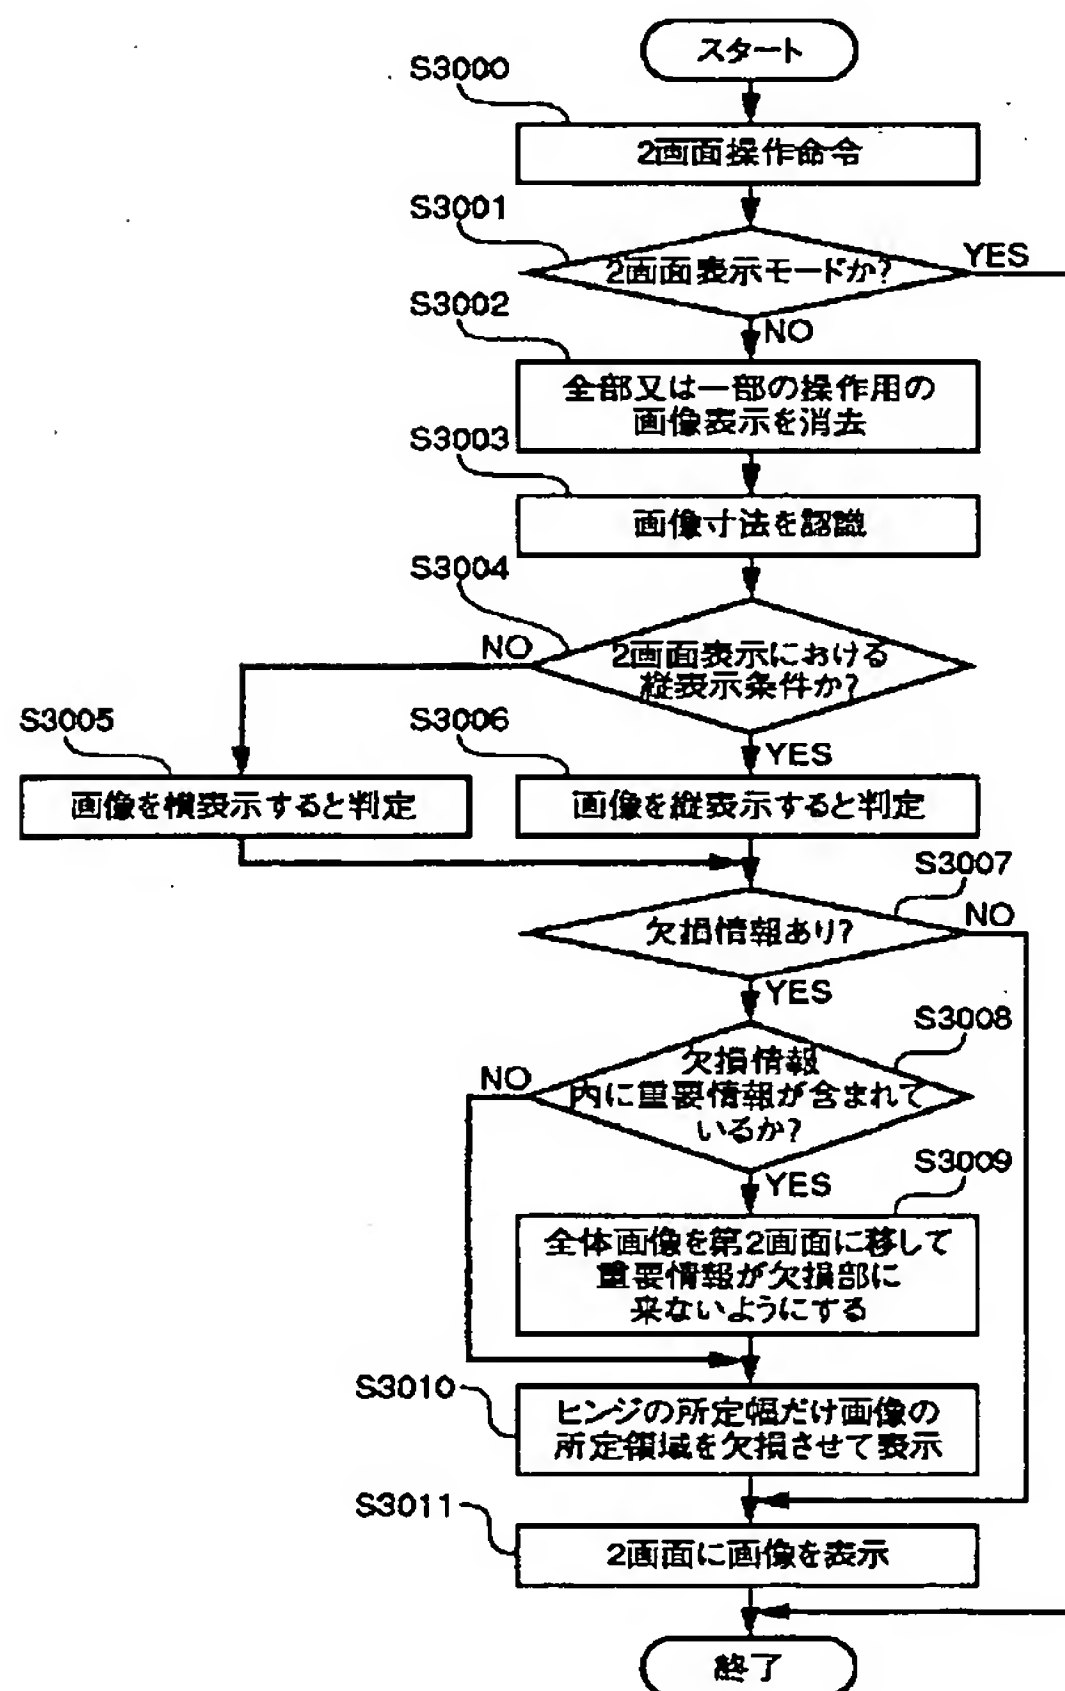 スタート
S3000
2画面操作命令
S3001
2画面表示モードか?
YES
NO
S3002
全部又は一部の操作用の
画像表示を消去
S3003
画像寸法を認識
S3004
NO
2画面表示における
縦表示条件か?
YES
S3005
画像を横表示すると判定
S3006
画像を縦表示すると判定
S3007
欠損情報あり?
NO
YES
S3008
欠損情報
内に重要情報が含まれて
いるか?
NO
YES
S3009
全体画像を第2画面に移して
重要情報が欠損部に
来ないようにする
S3010
ヒンジの所定幅だけ画像の
所定領域を欠損させて表示
S3011
2画面に画像を表示
終了